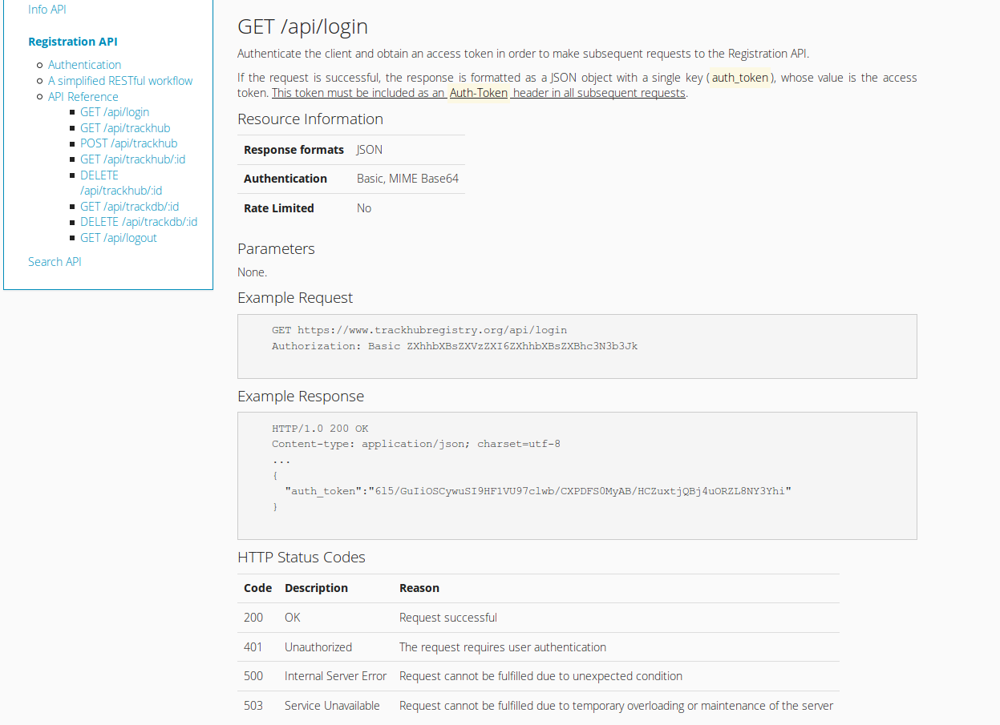 Info API
Registration API
Authentication
A simplified RESTful workflow
API Reference
GET /api/login
GET /api/trackhub
POST /api/trackhub
GET /api/trackhub/:id
DELETE
/api/trackhub/:id
GET /api/trackdb/:id
DELETE /api/trackdb/:id
GET /api/logout
Search API
GET /api/login
Authenticate the client and obtain an access token in order to make subsequent requests to the Registration API.
If the request is successful, the response is formatted as a JSON object with a single key ( auth_token ), whose value is the access
token. This token must be included as an Auth-Token header in all subsequent requests.
Resource Information
Response formats JSON
Authentication Basic, MIME Base64
Rate Limited No
Parameters
None.
Example Request
GET https://www.trackhubregistry.org/api/login
Authorization: Basic ZXhhbXBsZXVzZXI6ZXhhbXBsZXBhc3N3b3Jk
Example Response
HTTP/1.0 200 OK
Content-type: application/json; charset=utf-8
...
{
"auth_token":"6l5/GuIiOSCywuSI9HF1VU97clwb/CXPDFS0MyAB/HCZuxtjQBj4uORZL8NY3Yhi"
}
HTTP Status Codes
Code Description Reason
200 OK Request successful
401 Unauthorized The request requires user authentication
500 Internal Server Error Request cannot be fulfilled due to unexpected condition
503 Service Unavailable Request cannot be fulfilled due to temporary overloading or maintenance of the server